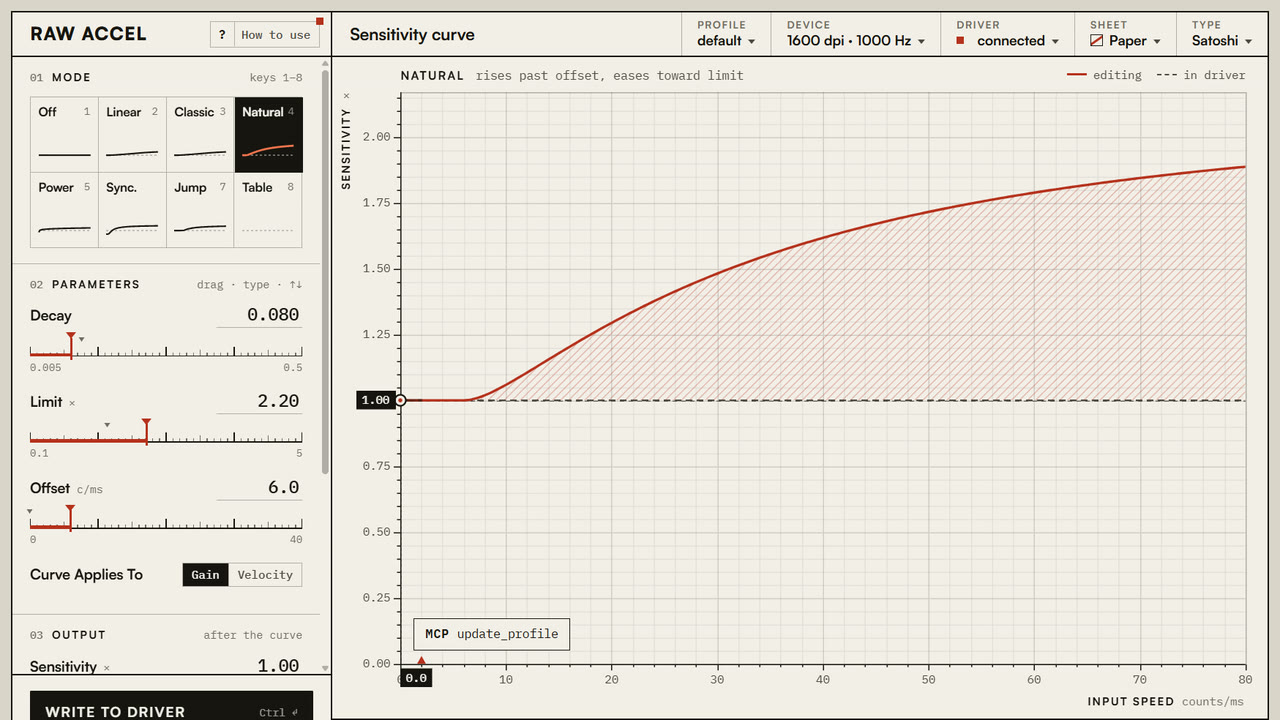 RAW ACCEL
? How to use
Sensitivity curve
PROFILE
default
DEVICE
1600 dpi · 1000 Hz
DRIVER
connected
SHEET
Paper
TYPE
Satoshi
01 MODE
keys 1–8
Off 1
Linear 2
Classic 3
Natural 4
Power 5
Sync.
Jump 7
Table 8
02 PARAMETERS
drag · type · ↑↓
Decay
0.080
0.005
0.5
Limit ×
2.20
0.1
5
Offset c/ms
6.0
0
40
Curve Applies To
Gain
Velocity
03 OUTPUT
after the curve
Sensitivity ×
1.00
WRITE TO DRIVER
Ctrl ↲
NATURAL rises past offset, eases toward limit
editing
in driver
SENSITIVITY ×
2.00
1.75
1.50
1.25
1.00
0.75
0.50
0.25
0.00
MCP update_profile
0.0
10
20
30
40
50
60
70
80
INPUT SPEED counts/ms